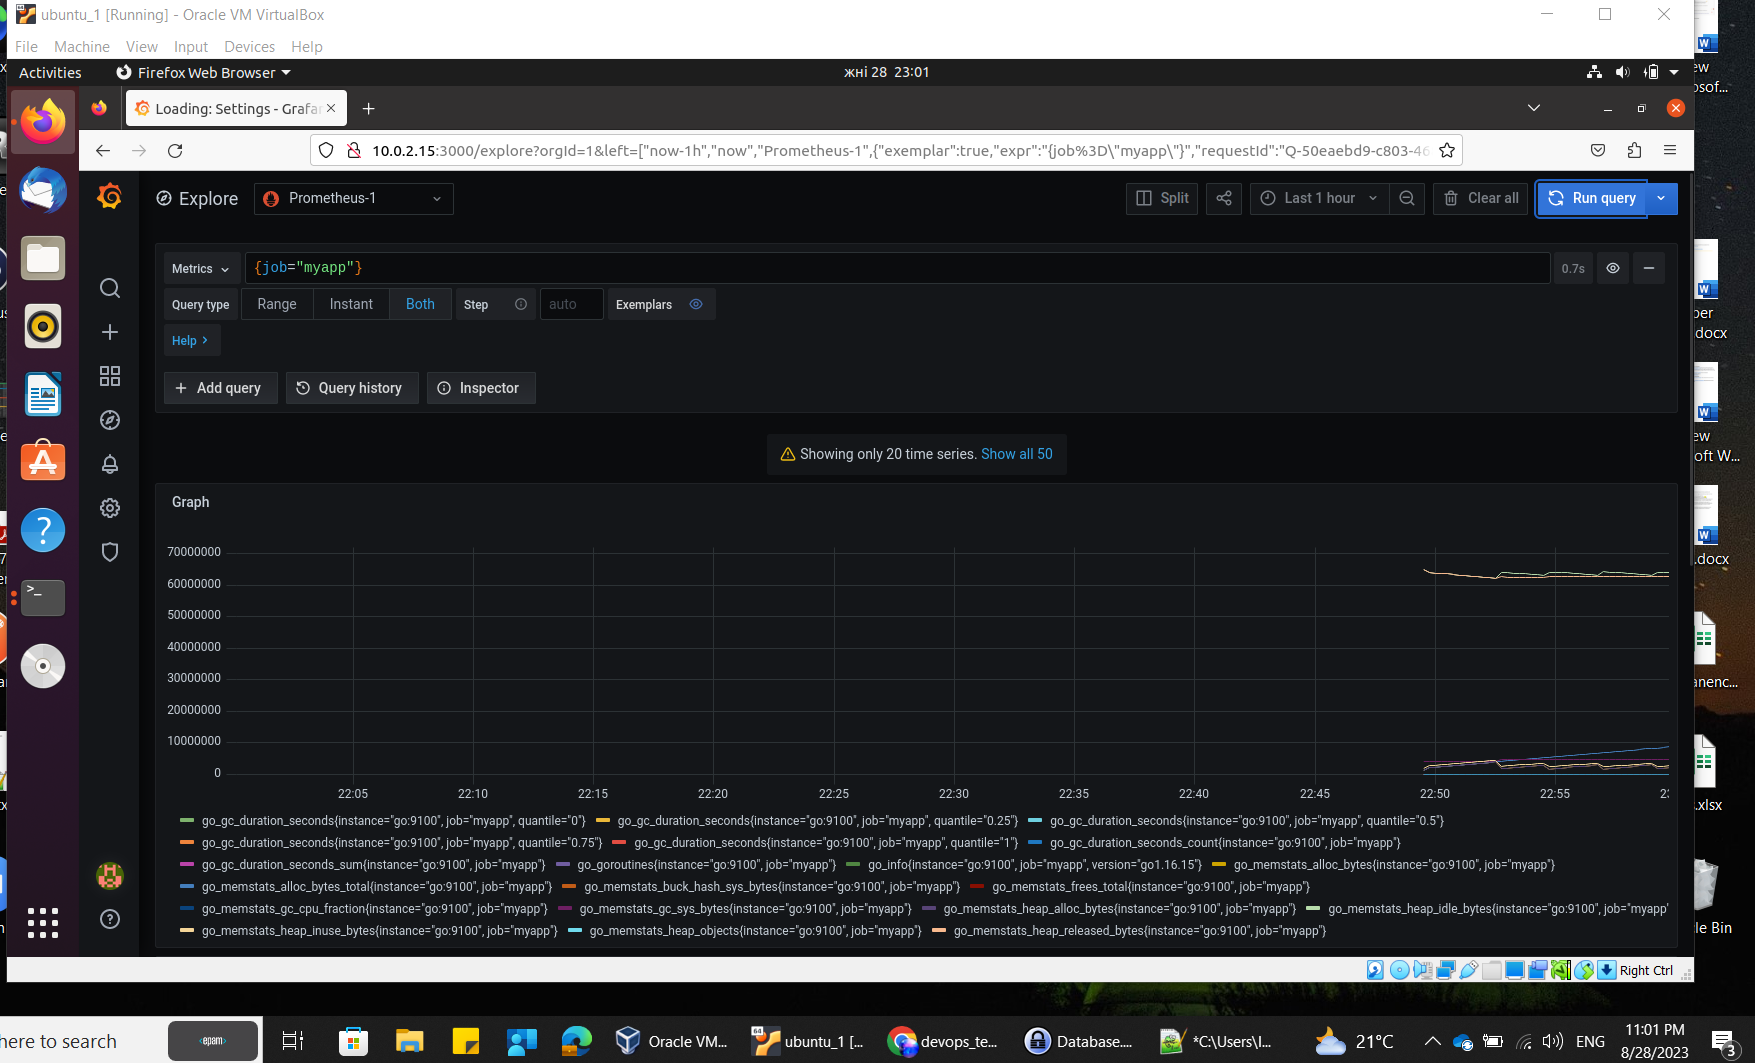 ubuntu_1 [Running] - Oracle VM VirtualBox
File Machine View Input Devices Help
Activities Firefox Web Browser жні 28 23:01
Loading: Settings - Grafan
10.0.2.15:3000/explore?orgId=1&left=["now-1h","now","Prometheus-1",{"exemplar":true,"expr":"{job%3D\"myapp\"}","requestId":"Q-50eaebd9-c803-46
Explore Prometheus-1 Split Last 1 hour Clear all Run query
Metrics {job="myapp"} 0.7s
Query type Range Instant Both Step auto Exemplars
Help >
+ Add query Query history Inspector
Showing only 20 time series. Show all 50
Graph
70000000
60000000
50000000
40000000
30000000
20000000
10000000
0
22:05 22:10 22:15 22:20 22:25 22:30 22:35 22:40 22:45 22:50 22:55 23
go_gc_duration_seconds{instance="go:9100", job="myapp", quantile="0"} go_gc_duration_seconds{instance="go:9100", job="myapp", quantile="0.25"} go_gc_duration_seconds{instance="go:9100", job="myapp", quantile="0.5"}
go_gc_duration_seconds{instance="go:9100", job="myapp", quantile="0.75"} go_gc_duration_seconds{instance="go:9100", job="myapp", quantile="1"} go_gc_duration_seconds_count{instance="go:9100", job="myapp"}
go_gc_duration_seconds_sum{instance="go:9100", job="myapp"} go_goroutines{instance="go:9100", job="myapp"} go_info{instance="go:9100", job="myapp", version="go1.16.15"} go_memstats_alloc_bytes{instance="go:9100", job="myapp"}
go_memstats_alloc_bytes_total{instance="go:9100", job="myapp"} go_memstats_buck_hash_sys_bytes{instance="go:9100", job="myapp"} go_memstats_frees_total{instance="go:9100", job="myapp"}
go_memstats_gc_cpu_fraction{instance="go:9100", job="myapp"} go_memstats_gc_sys_bytes{instance="go:9100", job="myapp"} go_memstats_heap_alloc_bytes{instance="go:9100", job="myapp"} go_memstats_heap_idle_bytes{instance="go:9100", job="myapp"
go_memstats_heap_inuse_bytes{instance="go:9100", job="myapp"} go_memstats_heap_objects{instance="go:9100", job="myapp"} go_memstats_heap_released_bytes{instance="go:9100", job="myapp"}
Right Ctrl
ew
osof...
ber
docx
ew
oft W...
.docx
anenc...
.xlsx
le Bin
here to search <epam> Oracle VM... ubuntu_1 [... devops_te... Database.... *C:\Users\I... 21°C ENG 11:01 PM
8/28/2023 3